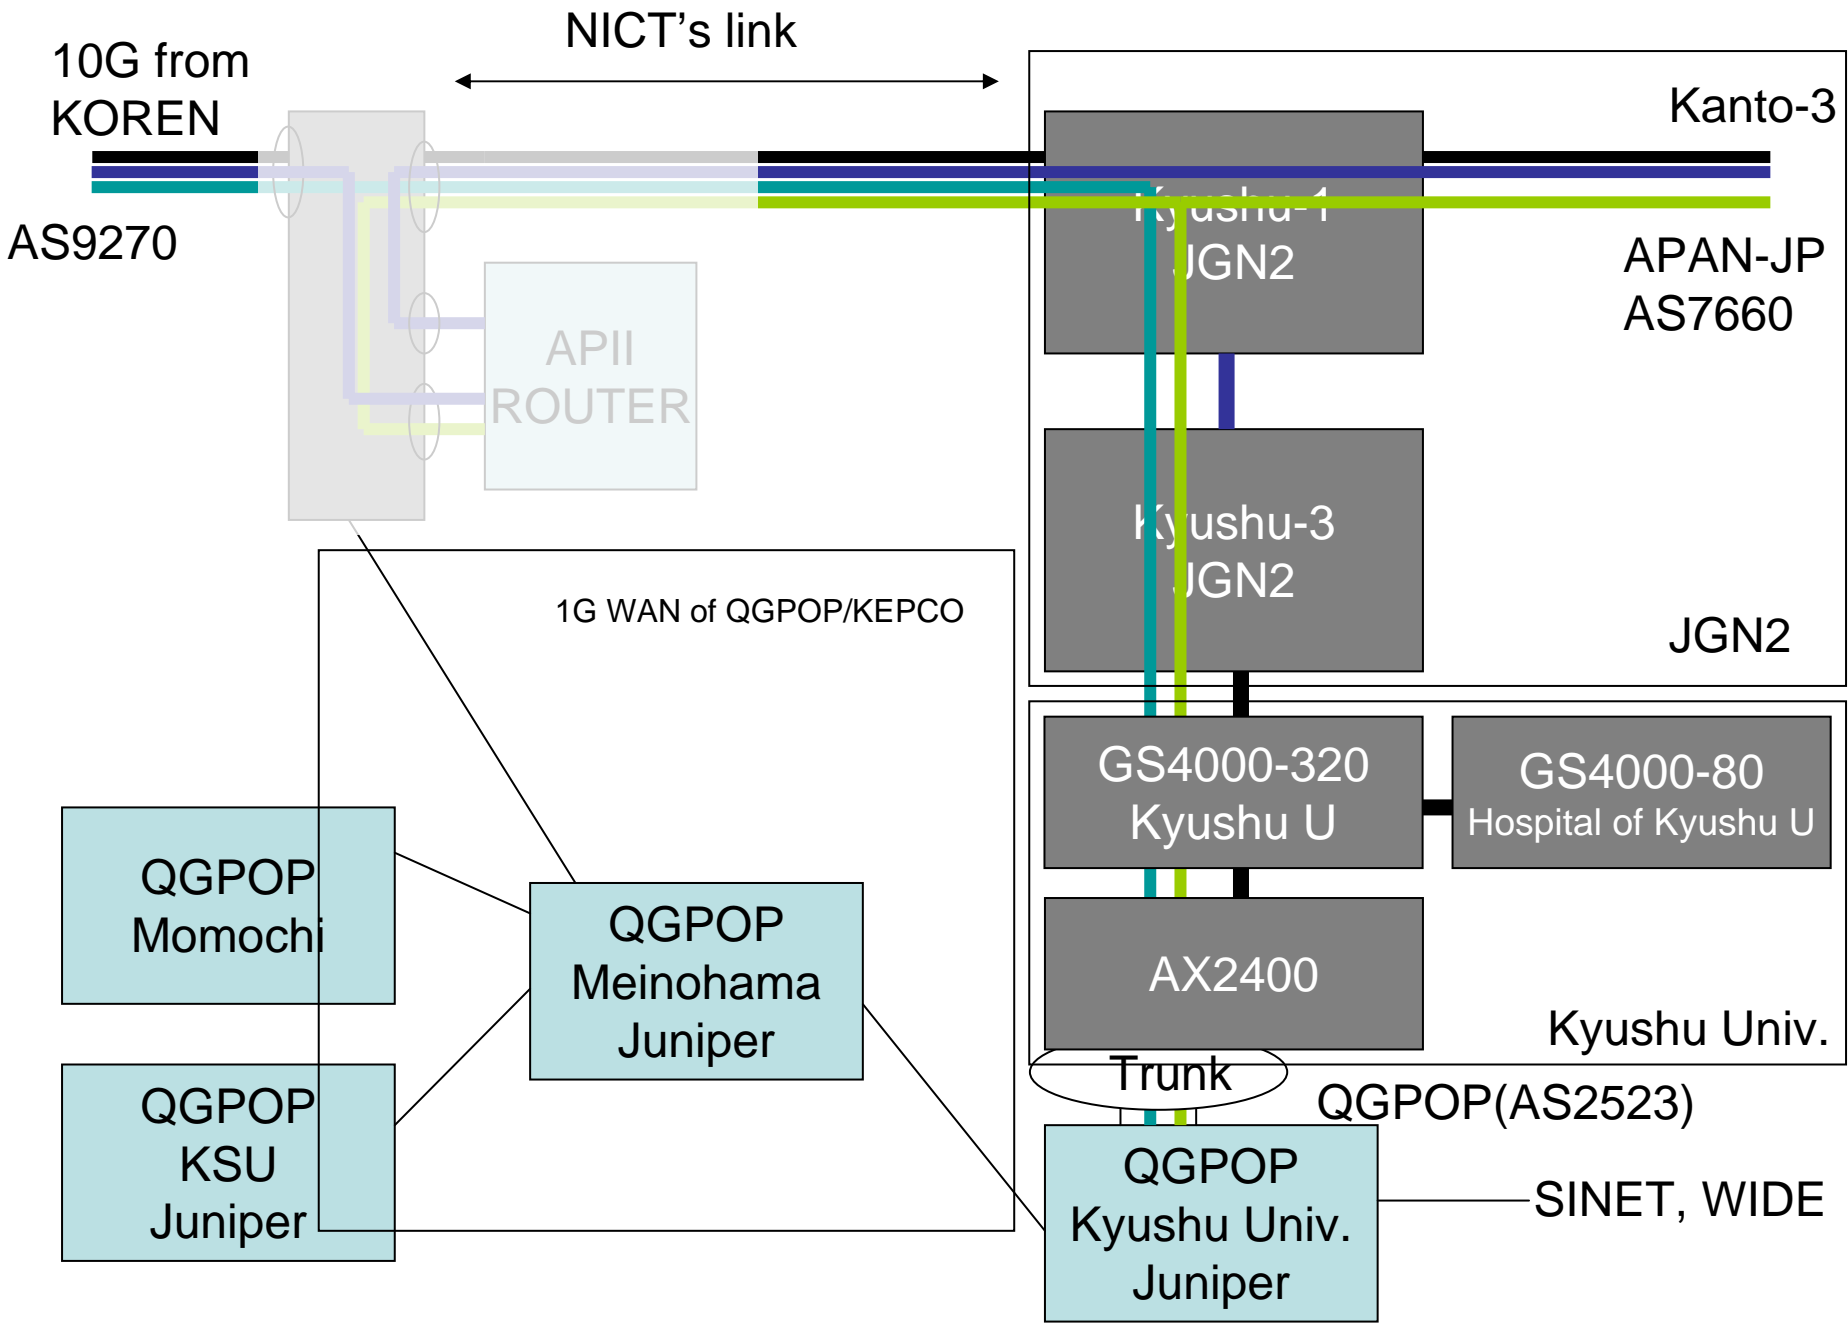 NICT’s link
10G from
KOREN
Kanto-3
AS9270
Kyushu-1
JGN2
APAN-JP
AS7660
APII
ROUTER
Kyushu-3
JGN2
JGN2
1G WAN of QGPOP/KEPCO
GS4000-320
Kyushu U
GS4000-80
Hospital of Kyushu U
QGPOP
Momochi
QGPOP
Meinohama
Juniper
AX2400
Kyushu Univ.
Trunk
QGPOP(AS2523)
QGPOP
KSU
Juniper
QGPOP
Kyushu Univ.
Juniper
SINET, WIDE